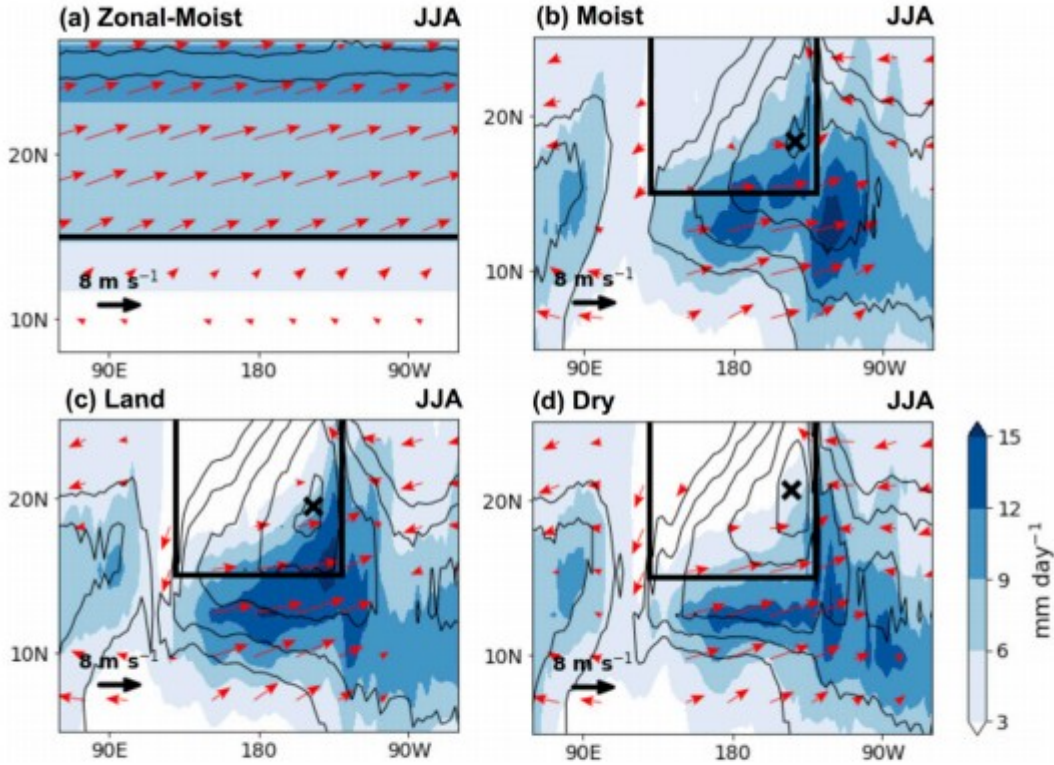 (a) Zonal-Moist JJA
20N
10N
8 m s⁻¹
90E 180 90W
(b) Moist JJA
20N
10N
8 m s⁻¹
90E 180 90W
(c) Land JJA
20N
10N
8 m s⁻¹
90E 180 90W
(d) Dry JJA
20N
10N
8 m s⁻¹
90E 180 90W
15
12
9
6
3
mm day⁻¹